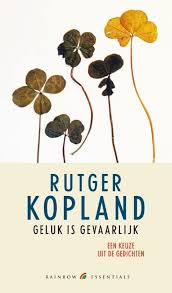 RUTGER
KOPLAND
GELUK IS GEVAARLIJK
EEN KEUZE
UIT DE GEDICHTEN
RAINBOW ESSENTIALS